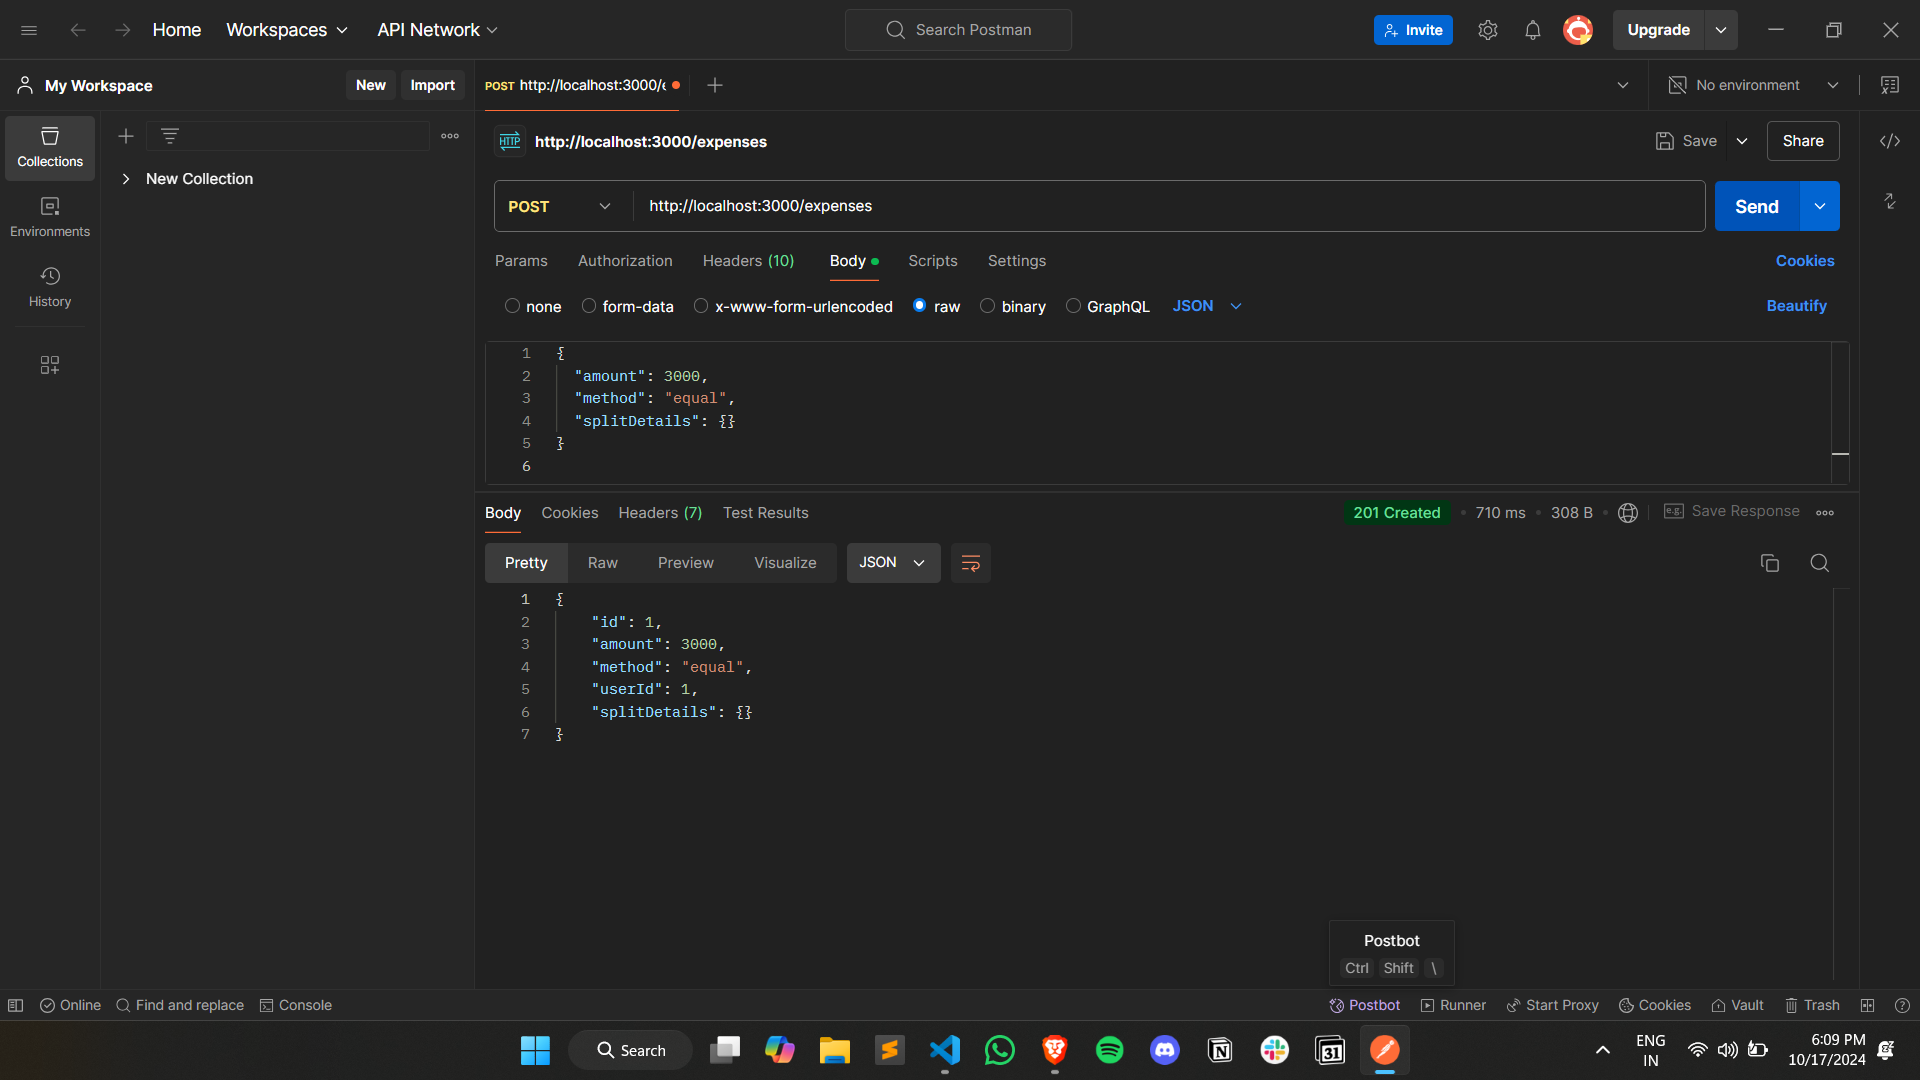 Home Workspaces API Network Search Postman Invite Upgrade
My Workspace New Import POST http://localhost:3000/e No environment
Collections
Environments
History
New Collection
HTTP http://localhost:3000/expenses Save Share
POST http://localhost:3000/expenses Send
Params Authorization Headers (10) Body Scripts Settings Cookies
none form-data x-www-form-urlencoded raw binary GraphQL JSON Beautify
1 {
2 "amount": 3000,
3 "method": "equal",
4 "splitDetails": {}
5 }
6
Body Cookies Headers (7) Test Results 201 Created 710 ms 308 B e.g. Save Response
Pretty Raw Preview Visualize JSON
1 {
2 "id": 1,
3 "amount": 3000,
4 "method": "equal",
5 "userId": 1,
6 "splitDetails": {}
7 }
Postbot
Ctrl Shift \
Online Find and replace Console Postbot Runner Start Proxy Cookies Vault Trash
Search 31 ENG
IN
6:09 PM
10/17/2024